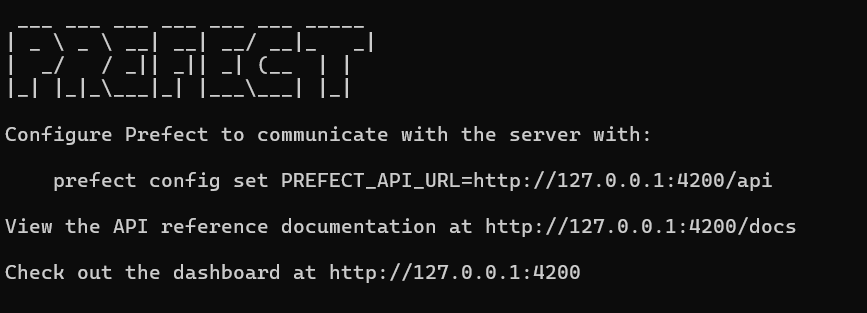 ___ ___ ___ ___ ___ ___ _____
| _ \ _ \ __| __| __/ __|_   _|
|  _/   / _|| _|| _| (__  | |
|_| |_|_\___|_| |___\___| |_|
Configure Prefect to communicate with the server with:
prefect config set PREFECT_API_URL=http://127.0.0.1:4200/api
View the API reference documentation at http://127.0.0.1:4200/docs
Check out the dashboard at http://127.0.0.1:4200